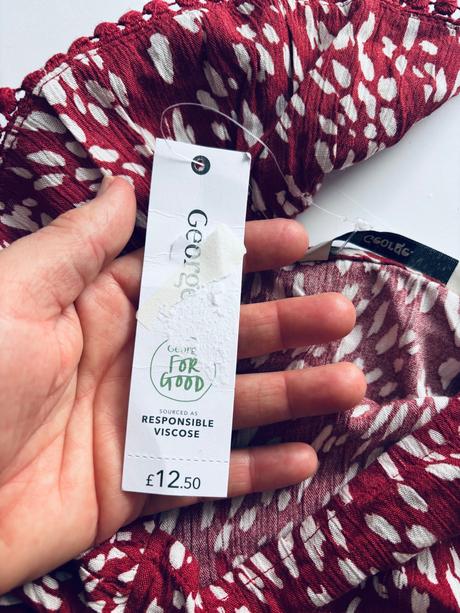 George
George
FOR
GOOD
SOURCED AS
RESPONSIBLE
VISCOSE
£12.50
George